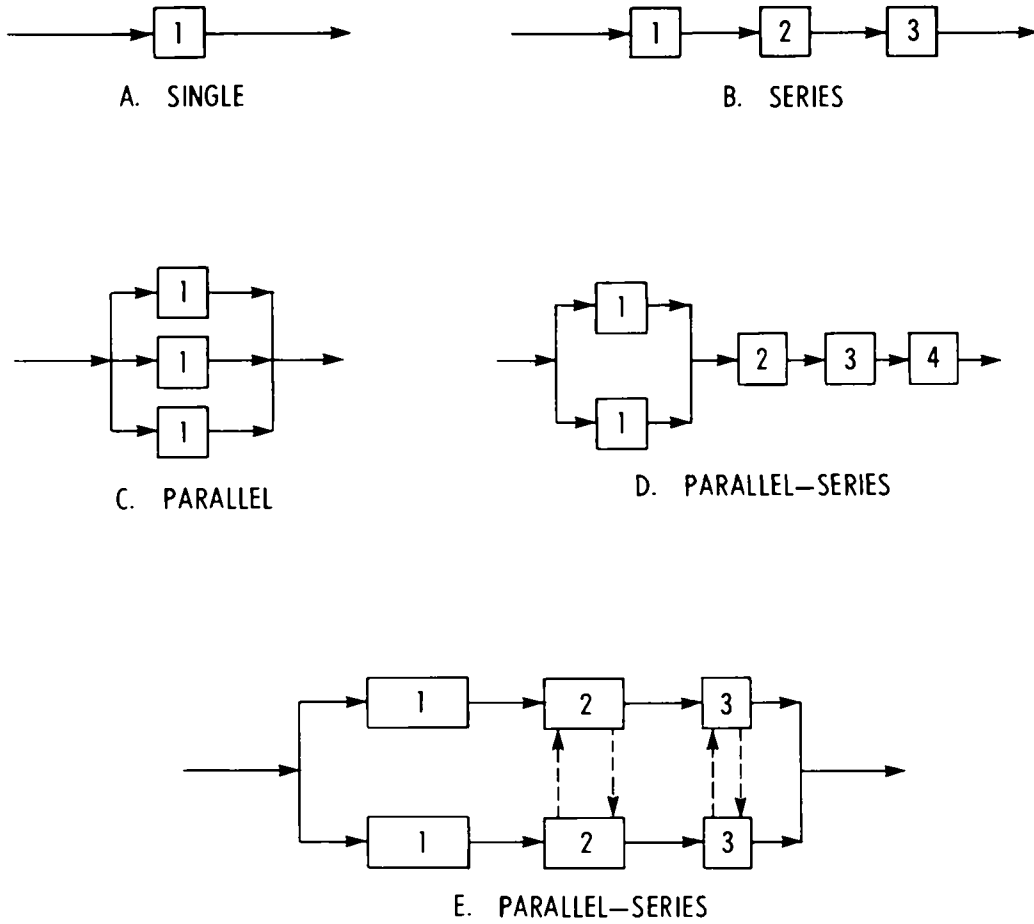 1
A. SINGLE
1 2 3
B. SERIES
1
1
1
C. PARALLEL
1
1
2 3 4
D. PARALLEL–SERIES
1 2 3
1 2 3
E. PARALLEL–SERIES